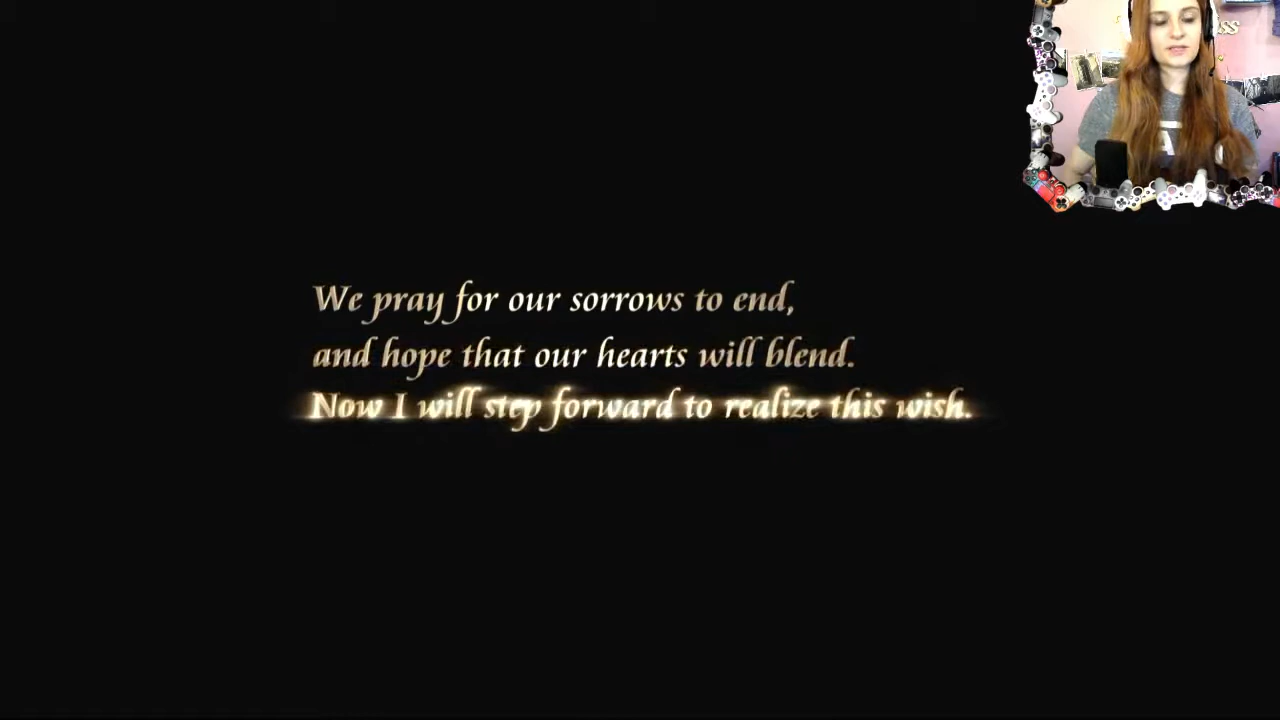 We pray for our sorrows to end,
and hope that our hearts will blend.
Now I will step forward to realize this wish.